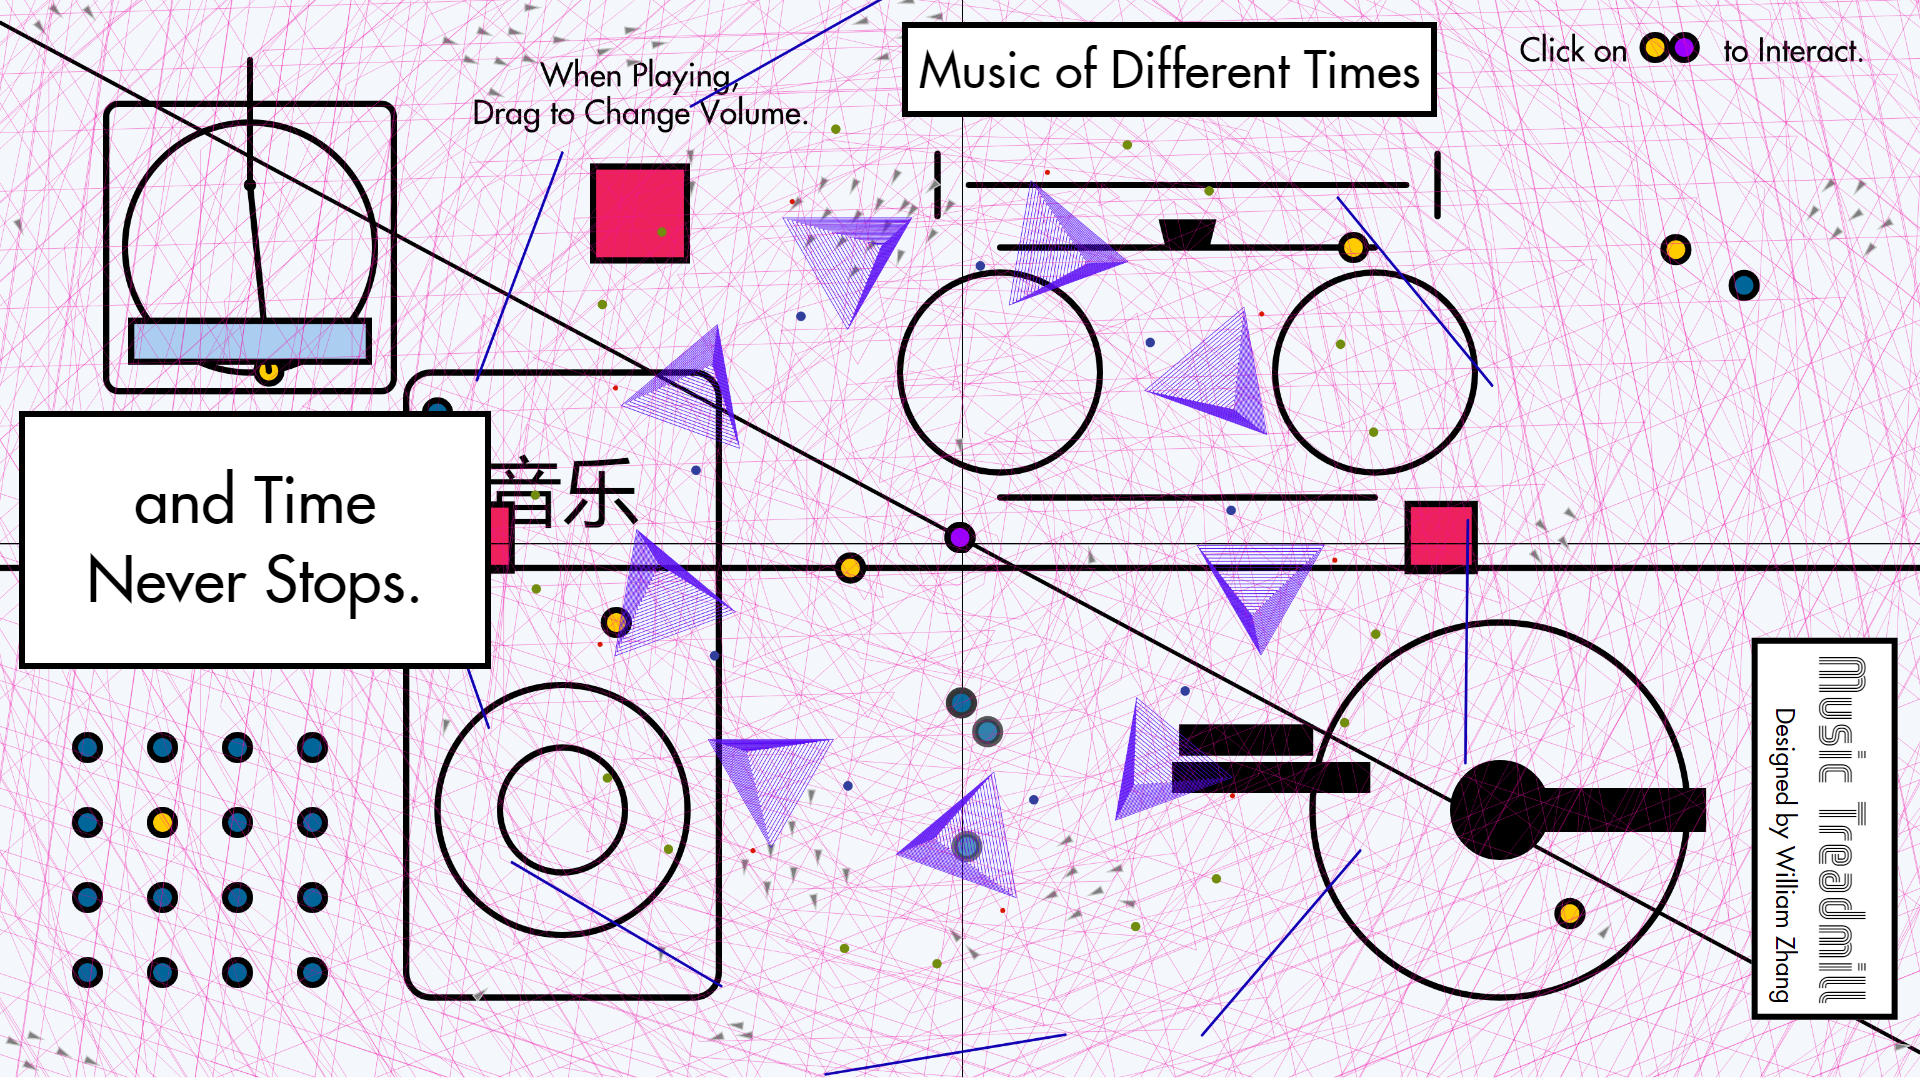 Music of Different Times
Click on to Interact.
When Playing,
Drag to Change Volume.
音乐
and Time
Never Stops.
Music Treadmill
Designed by William Zhang